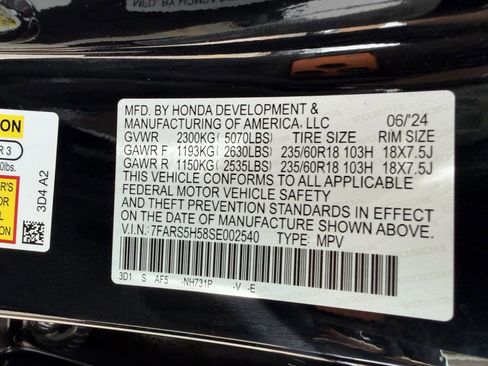 MFD. BY HONDA DEVELOPMENT &
MANUFACTURING OF AMERICA, LLC 06/'24
GVWR 2300KG (5070LBS) TIRE SIZE RIM SIZE
GAWR F 1193KG (2630LBS) 235/60R18 103H 18X7.5J
GAWR R 1150KG (2535LBS) 235/60R18 103H 18X7.5J
THIS VEHICLE CONFORMS TO ALL APPLICABLE
FEDERAL MOTOR VEHICLE SAFETY
AND THEFT PREVENTION STANDARDS IN EFFECT
ON THE DATE OF MANUFACTURE SHOWN ABOVE.
V.I.N.: 7FARS5H58SE002540 TYPE: MPV
3D1 S AF5 -NH731P -V -E
3D4 A2